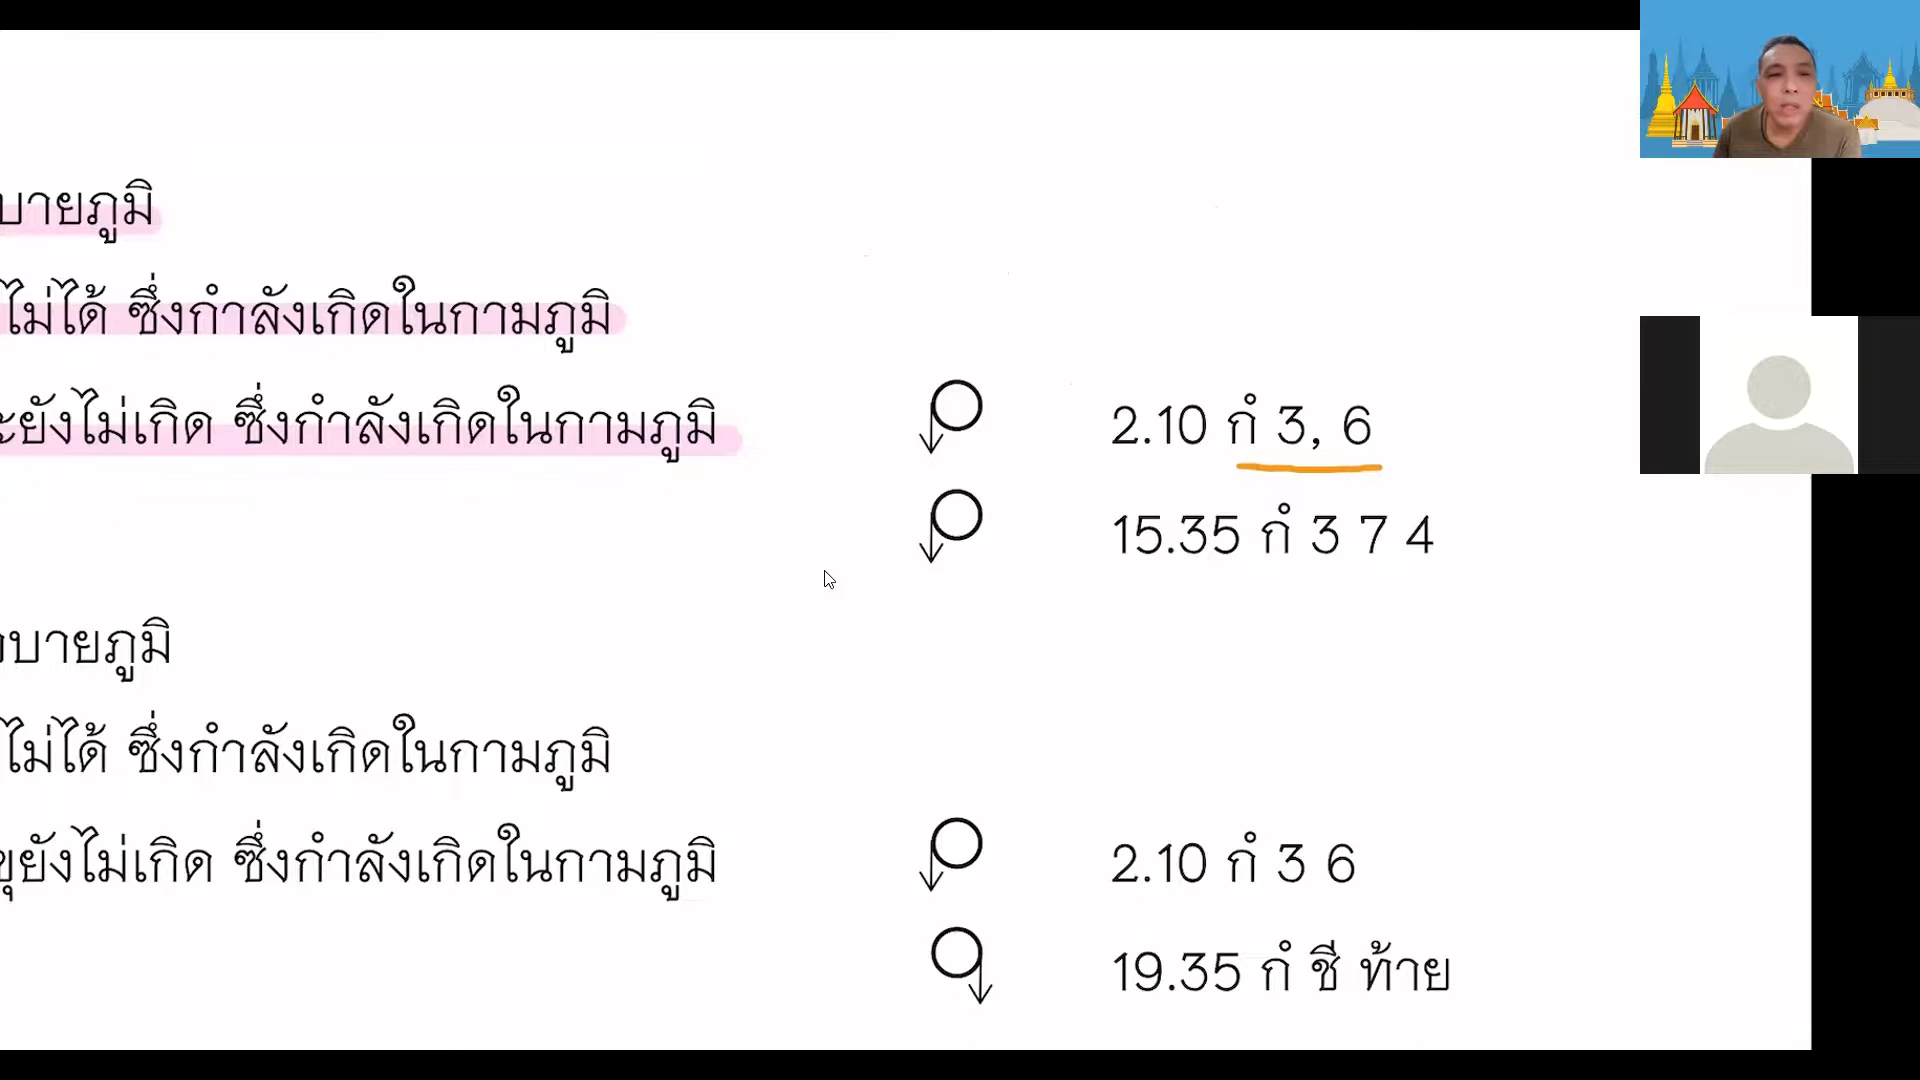 บายภูมิ
ไม่ได้ ซึ่งกำลังเกิดในกามภูมิ
ะยังไม่เกิด ซึ่งกำลังเกิดในกามภูมิ 2.10 กํ 3, 6
15.35 กํ 3 7 4
บายภูมิ
ไม่ได้ ซึ่งกำลังเกิดในกามภูมิ
ขุยังไม่เกิด ซึ่งกำลังเกิดในกามภูมิ 2.10 กํ 3 6
19.35 กํ ชี ท้าย